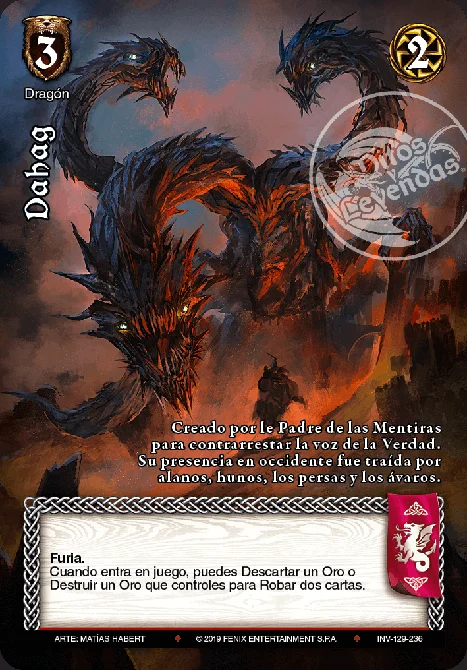 3
2
Dragón
Dahag
Mitos
y
Leyendas.
Creado por le Padre de las Mentiras
para contrarrestar la voz de la Verdad.
Su presencia en occidente fue traída por
alanos, hunos, los persas y los ávaros.
Furia.
Cuando entra en juego, puedes Descartar un Oro o
Destruir un Oro que controles para Robar dos cartas.
ARTE: MATÍAS HABERT ♦ © 2019 FENIX ENTERTAINMENT S.P.A. ♦ INV-129-236